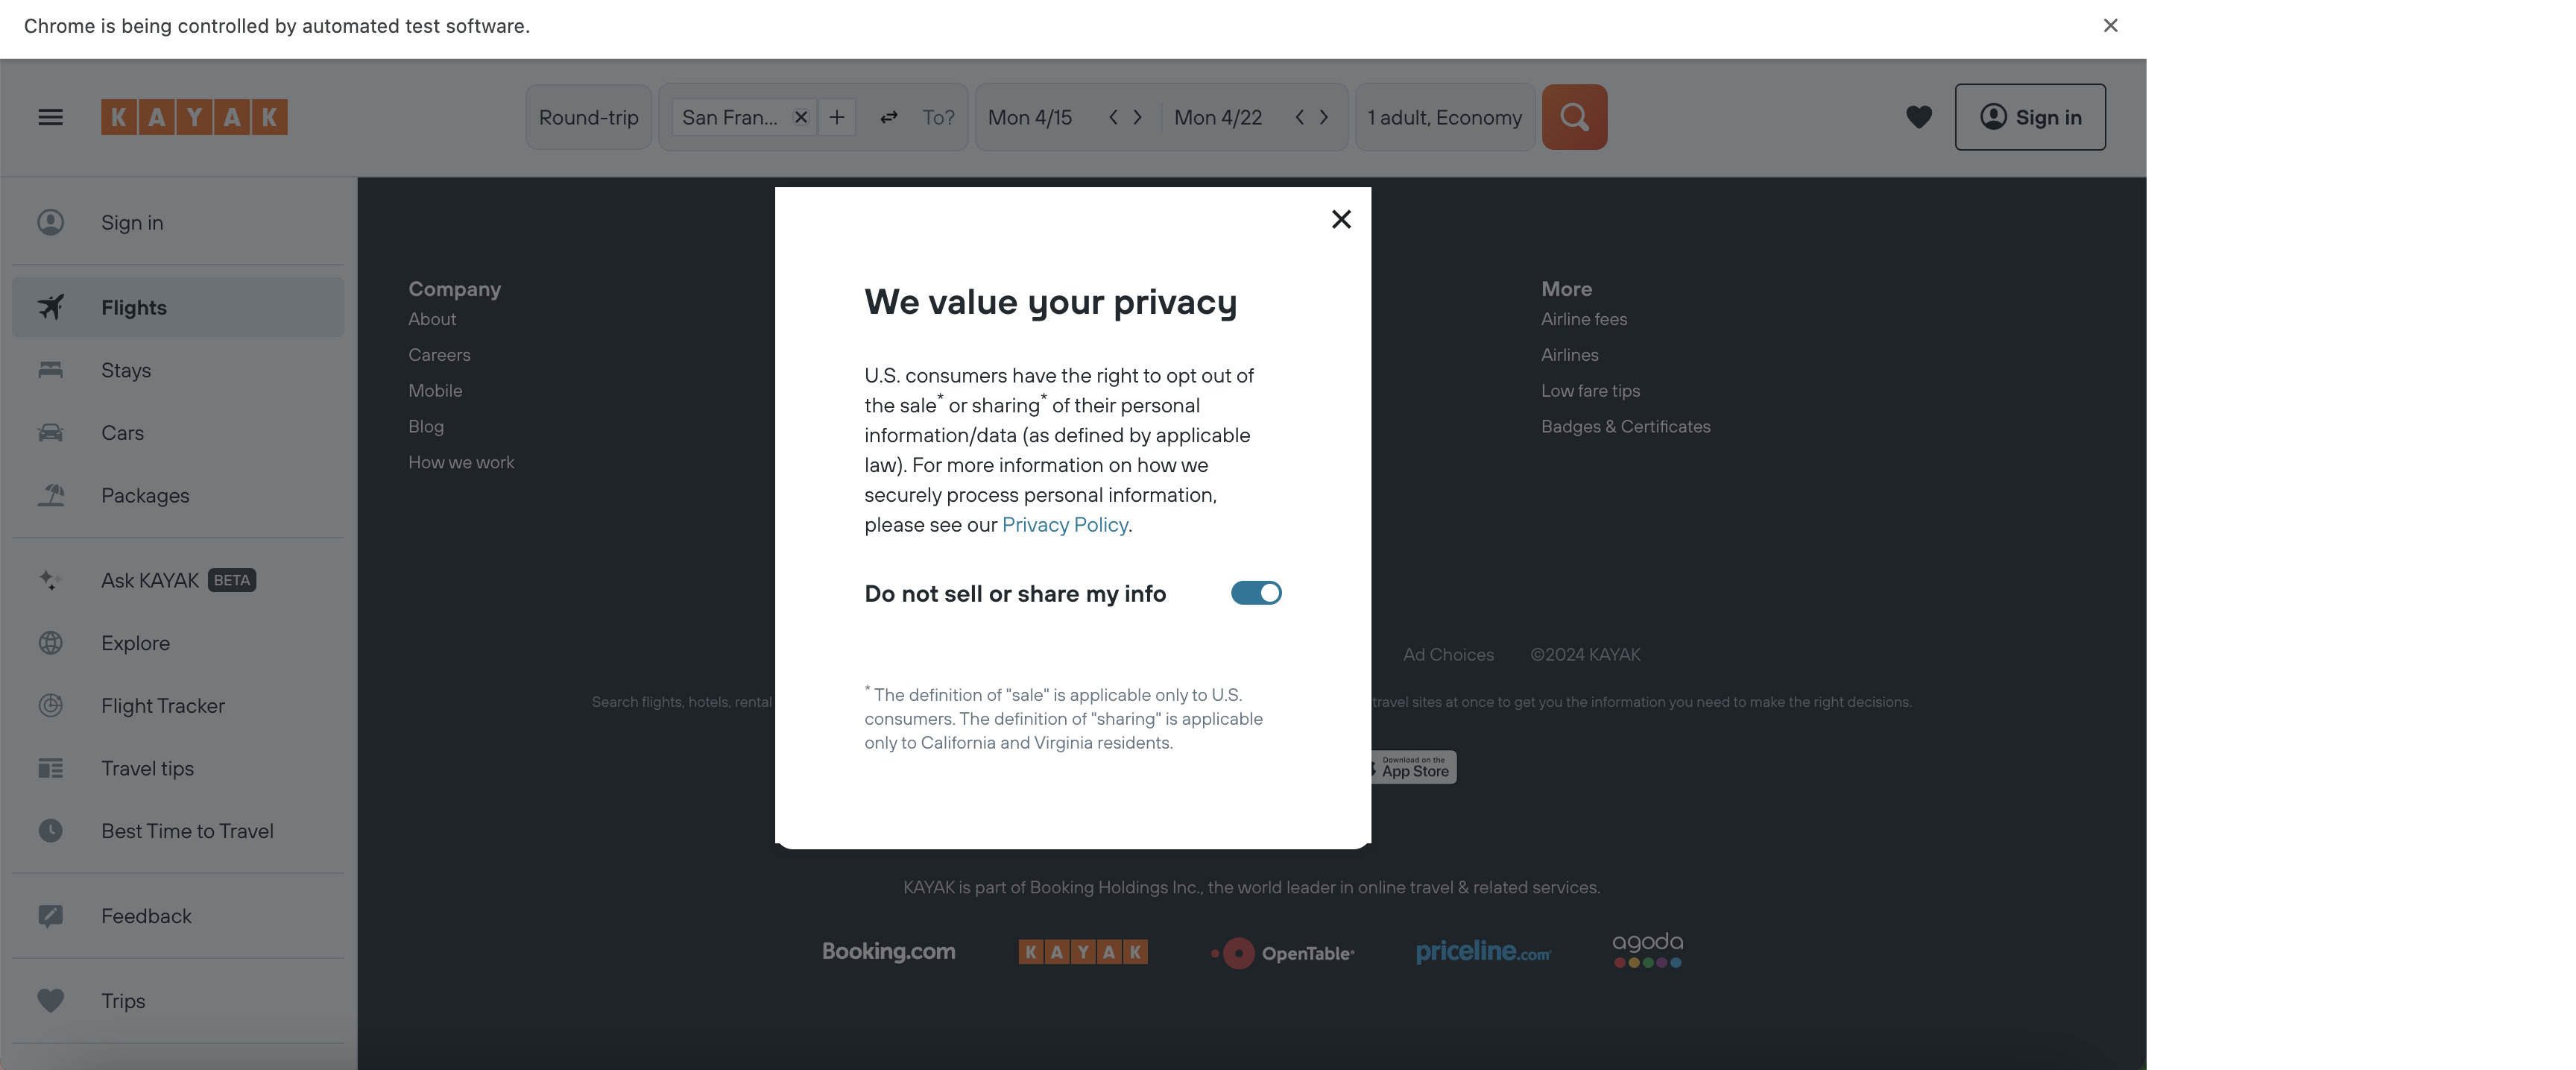 Chrome is being controlled by automated test software.
KAYAK
Round-trip
San Fran...
To?
Mon 4/15
Mon 4/22
1 adult, Economy
Sign in
Sign in
Flights
Stays
Cars
Packages
Ask KAYAK BETA
Explore
Flight Tracker
Travel tips
Best Time to Travel
Feedback
Trips
Company
About
Careers
Mobile
Blog
How we work
We value your privacy
U.S. consumers have the right to opt out of
the sale* or sharing* of their personal
information/data (as defined by applicable
law). For more information on how we
securely process personal information,
please see our Privacy Policy.
Do not sell or share my info
* The definition of "sale" is applicable only to U.S.
consumers. The definition of "sharing" is applicable
only to California and Virginia residents.
More
Airline fees
Airlines
Low fare tips
Badges & Certificates
Ad Choices
©2024 KAYAK
Search flights, hotels, rental
travel sites at once to get you the information you need to make the right decisions.
Download on the
App Store
KAYAK is part of Booking Holdings Inc., the world leader in online travel & related services.
Booking.com
KAYAK
OpenTable
priceline.com
agoda